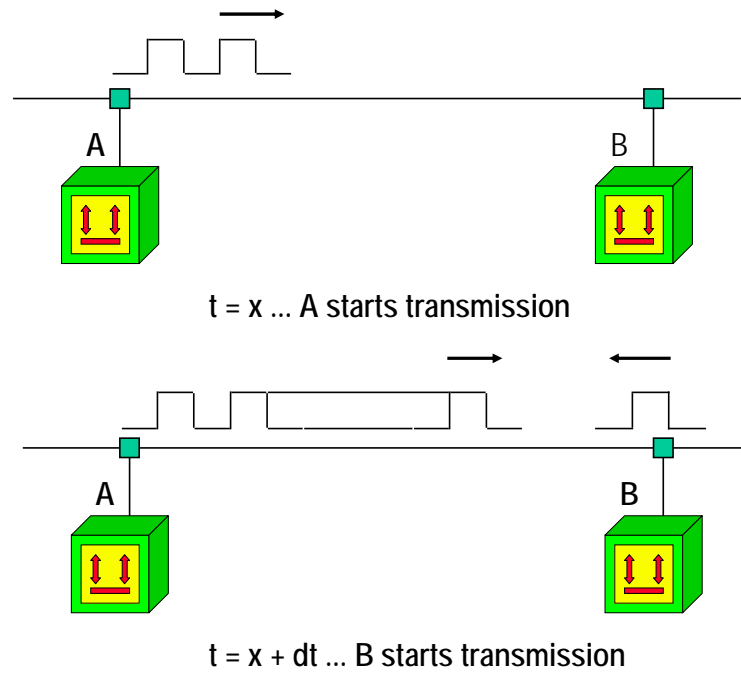 A
B
t = x ... A starts transmission
A
B
t = x + dt ... B starts transmission